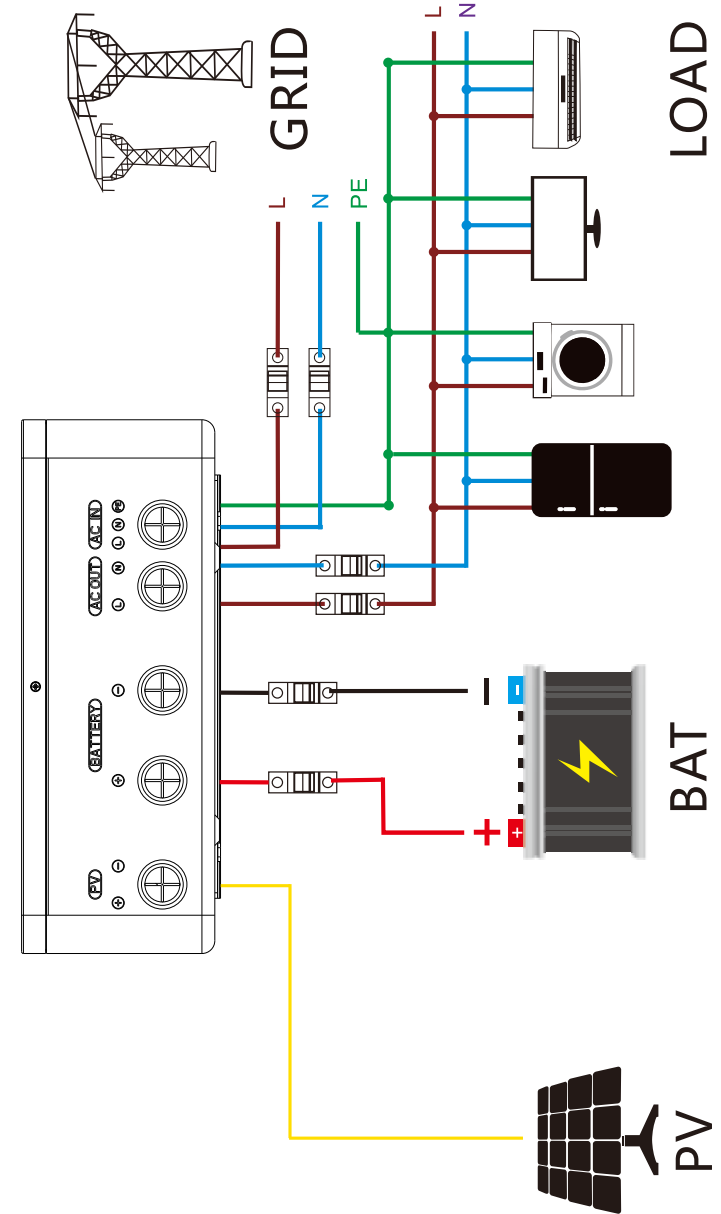 PV
BATTERY
AC OUT
AC IN
+
−
+
−
L
N
L
N
PE
L
N
PE
GRID
L
N
+
−
+
-
PV
BAT
LOAD